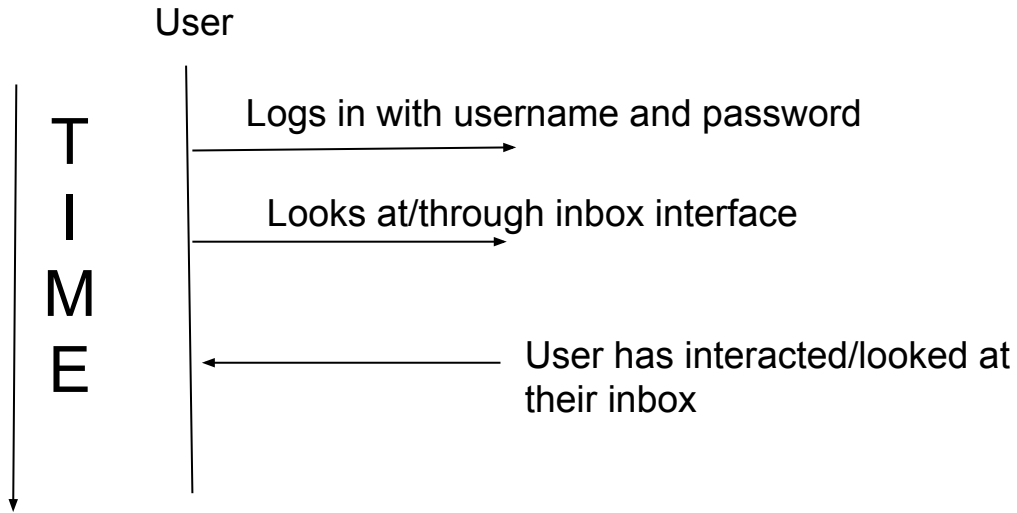 User
Logs in with username and password
T
I
M
E
Looks at/through inbox interface
User has interacted/looked at
their inbox